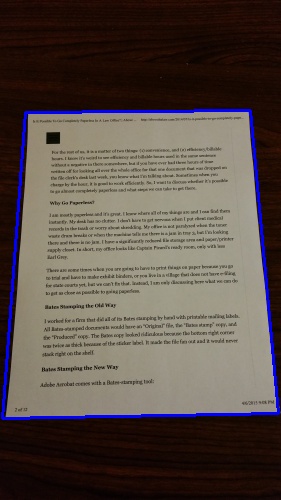 Is It Possible to Go Completely Paperless In A Law Office?
For the rest of us, it is a matter of two things: (1) convenience, and (2) efficiency/billable
hours. I know it's weird to see efficiency and billable hours used in the same sentence
without a negative in there somewhere, but if you have ever had three hours of time
written off for looking all over the whole office for that one document that was dropped on
the file clerk's desk last week, you know what I'm talking about. Sometimes when you
charge by the hour, it is good to work efficiently. So, I want to discuss whether it's possible
to go almost completely paperless and what steps we can take to get there.
Why Go Paperless?
I am mostly paperless and it's great. I know where all of my things are and I can find them
instantly. My desk has no clutter. I don't have to get nervous when I put client medical
records in the trash or worry about shredding. My office is not paralyzed when the toner
waste drum breaks or when the machine tells me there is a jam in tray 2, but I'm looking
there and there is no jam. I have a significantly reduced file storage area and paper/printer
supply closet. In short, my office looks like Captain Picard's ready room, only with less
Earl Grey.
There are some times when you are going to have to print things on paper because you go
to trial and have to make exhibit binders, or you live in a village that does not have e-filing
for state courts yet, but we can't fix that. Instead, I am only discussing here what we can do
to get as close as possible to going paperless.
Bates Stamping the Old Way
I worked for a firm that did all of its Bates stamping by hand with printable mailing labels.
All Bates-stamped documents would have an "Original" file, the "Bates stamp" copy, and
the "Produced" copy. The Bates copy looked ridiculous because the bottom right corner
was twice as thick because of the sticker label. It made the file fan out and it would never
stack right on the shelf.
Bates Stamping the New Way
Adobe Acrobat comes with a Bates-stamping tool:
2 of 13